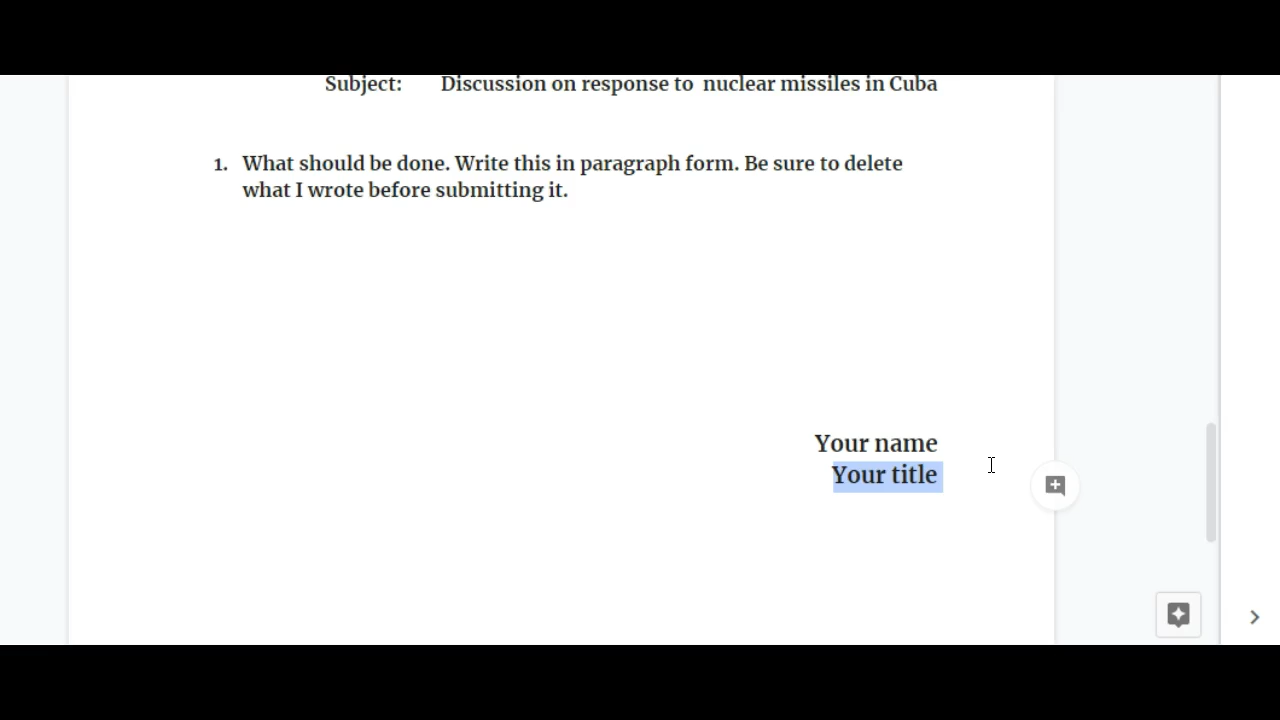 Subject: Discussion on response to nuclear missiles in Cuba
1. What should be done. Write this in paragraph form. Be sure to delete
what I wrote before submitting it.
Your name
Your title